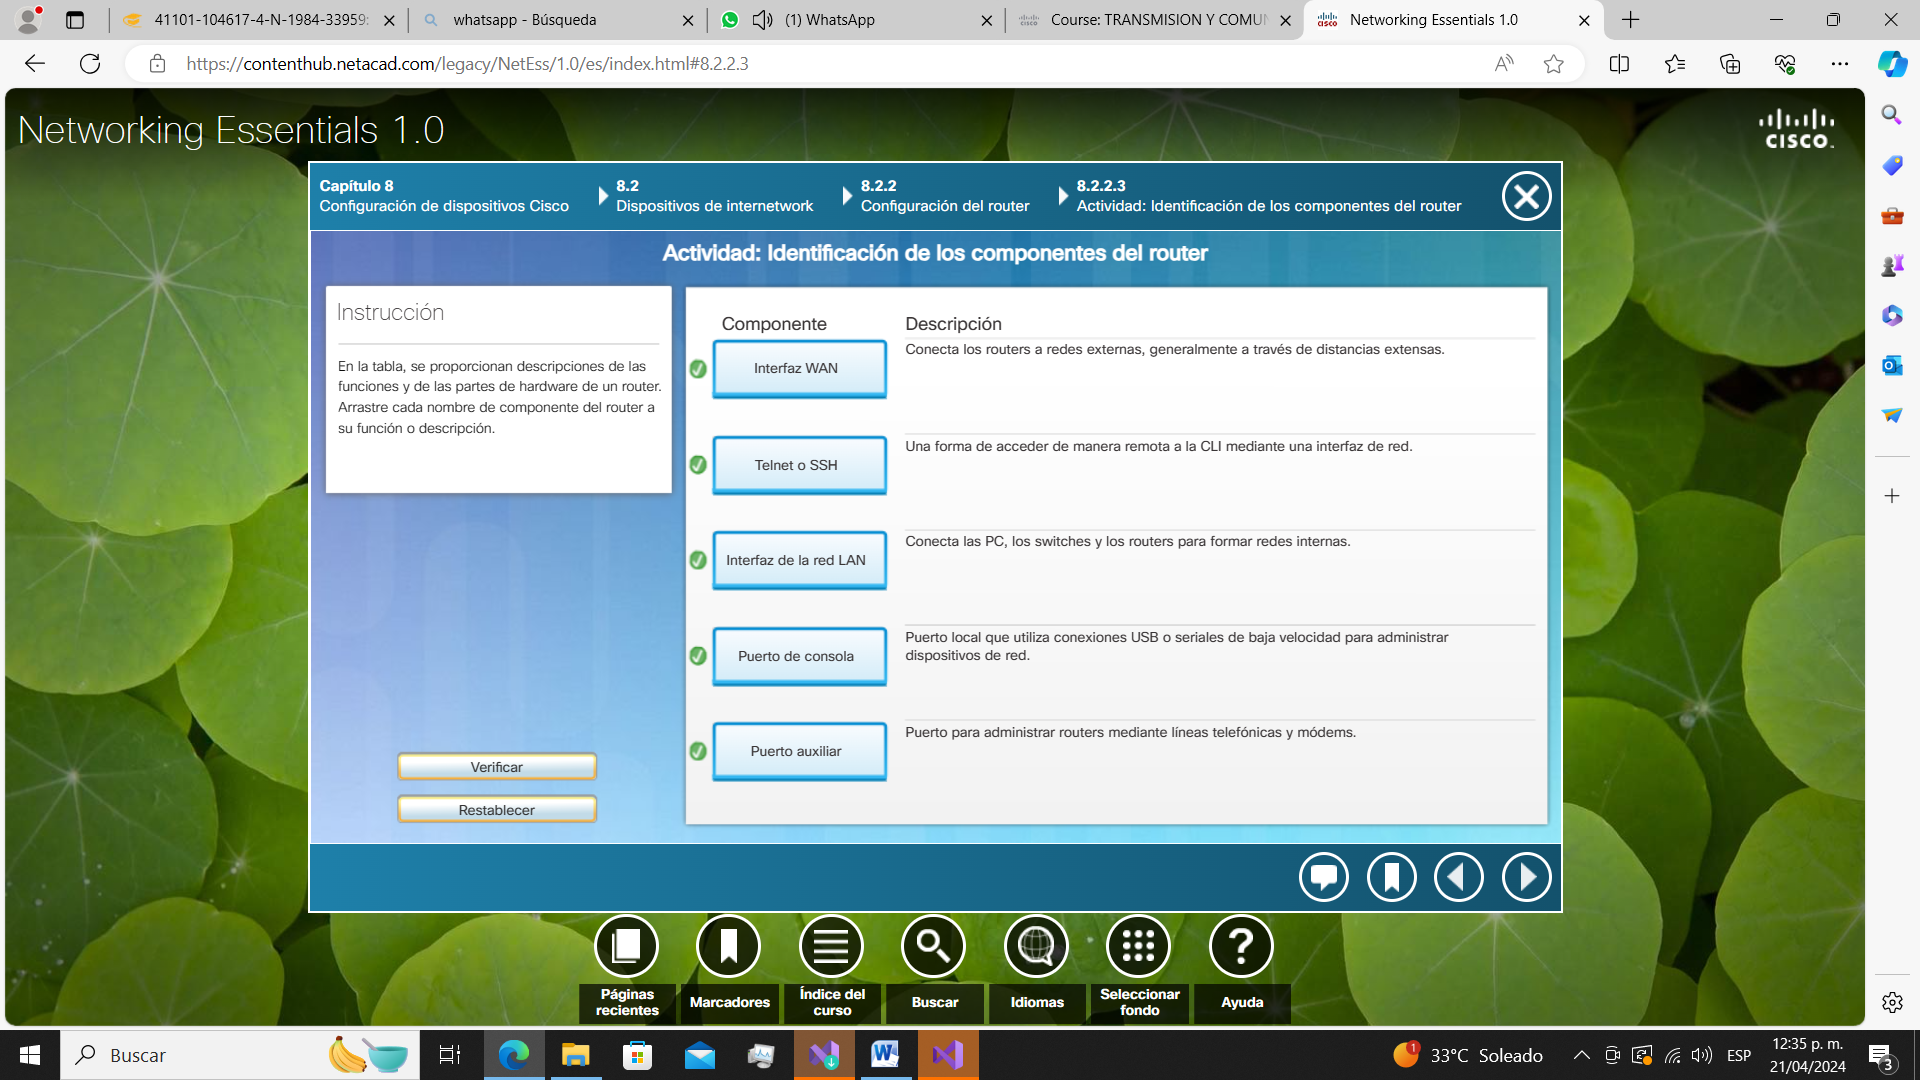 41101-104617-4-N-1984-33959:
whatsapp - Búsqueda
(1) WhatsApp
Course: TRANSMISION Y COMUN
Networking Essentials 1.0
https://contenthub.netacad.com/legacy/NetEss/1.0/es/index.html#8.2.2.3
Networking Essentials 1.0
CISCO
Capítulo 8
Configuración de dispositivos Cisco
8.2
Dispositivos de internetwork
8.2.2
Configuración del router
8.2.2.3
Actividad: Identificación de los componentes del router
Actividad: Identificación de los componentes del router
Instrucción
En la tabla, se proporcionan descripciones de las
funciones y de las partes de hardware de un router.
Arrastre cada nombre de componente del router a
su función o descripción.
Verificar
Restablecer
Componente
Descripción
Interfaz WAN
Conecta los routers a redes externas, generalmente a través de distancias extensas.
Telnet o SSH
Una forma de acceder de manera remota a la CLI mediante una interfaz de red.
Interfaz de la red LAN
Conecta las PC, los switches y los routers para formar redes internas.
Puerto de consola
Puerto local que utiliza conexiones USB o seriales de baja velocidad para administrar
dispositivos de red.
Puerto auxiliar
Puerto para administrar routers mediante líneas telefónicas y módems.
Páginas
recientes
Marcadores
Índice del
curso
Buscar
Idiomas
Seleccionar
fondo
Ayuda
Buscar
1
33°C Soleado
ESP
12:35 p. m.
21/04/2024
3